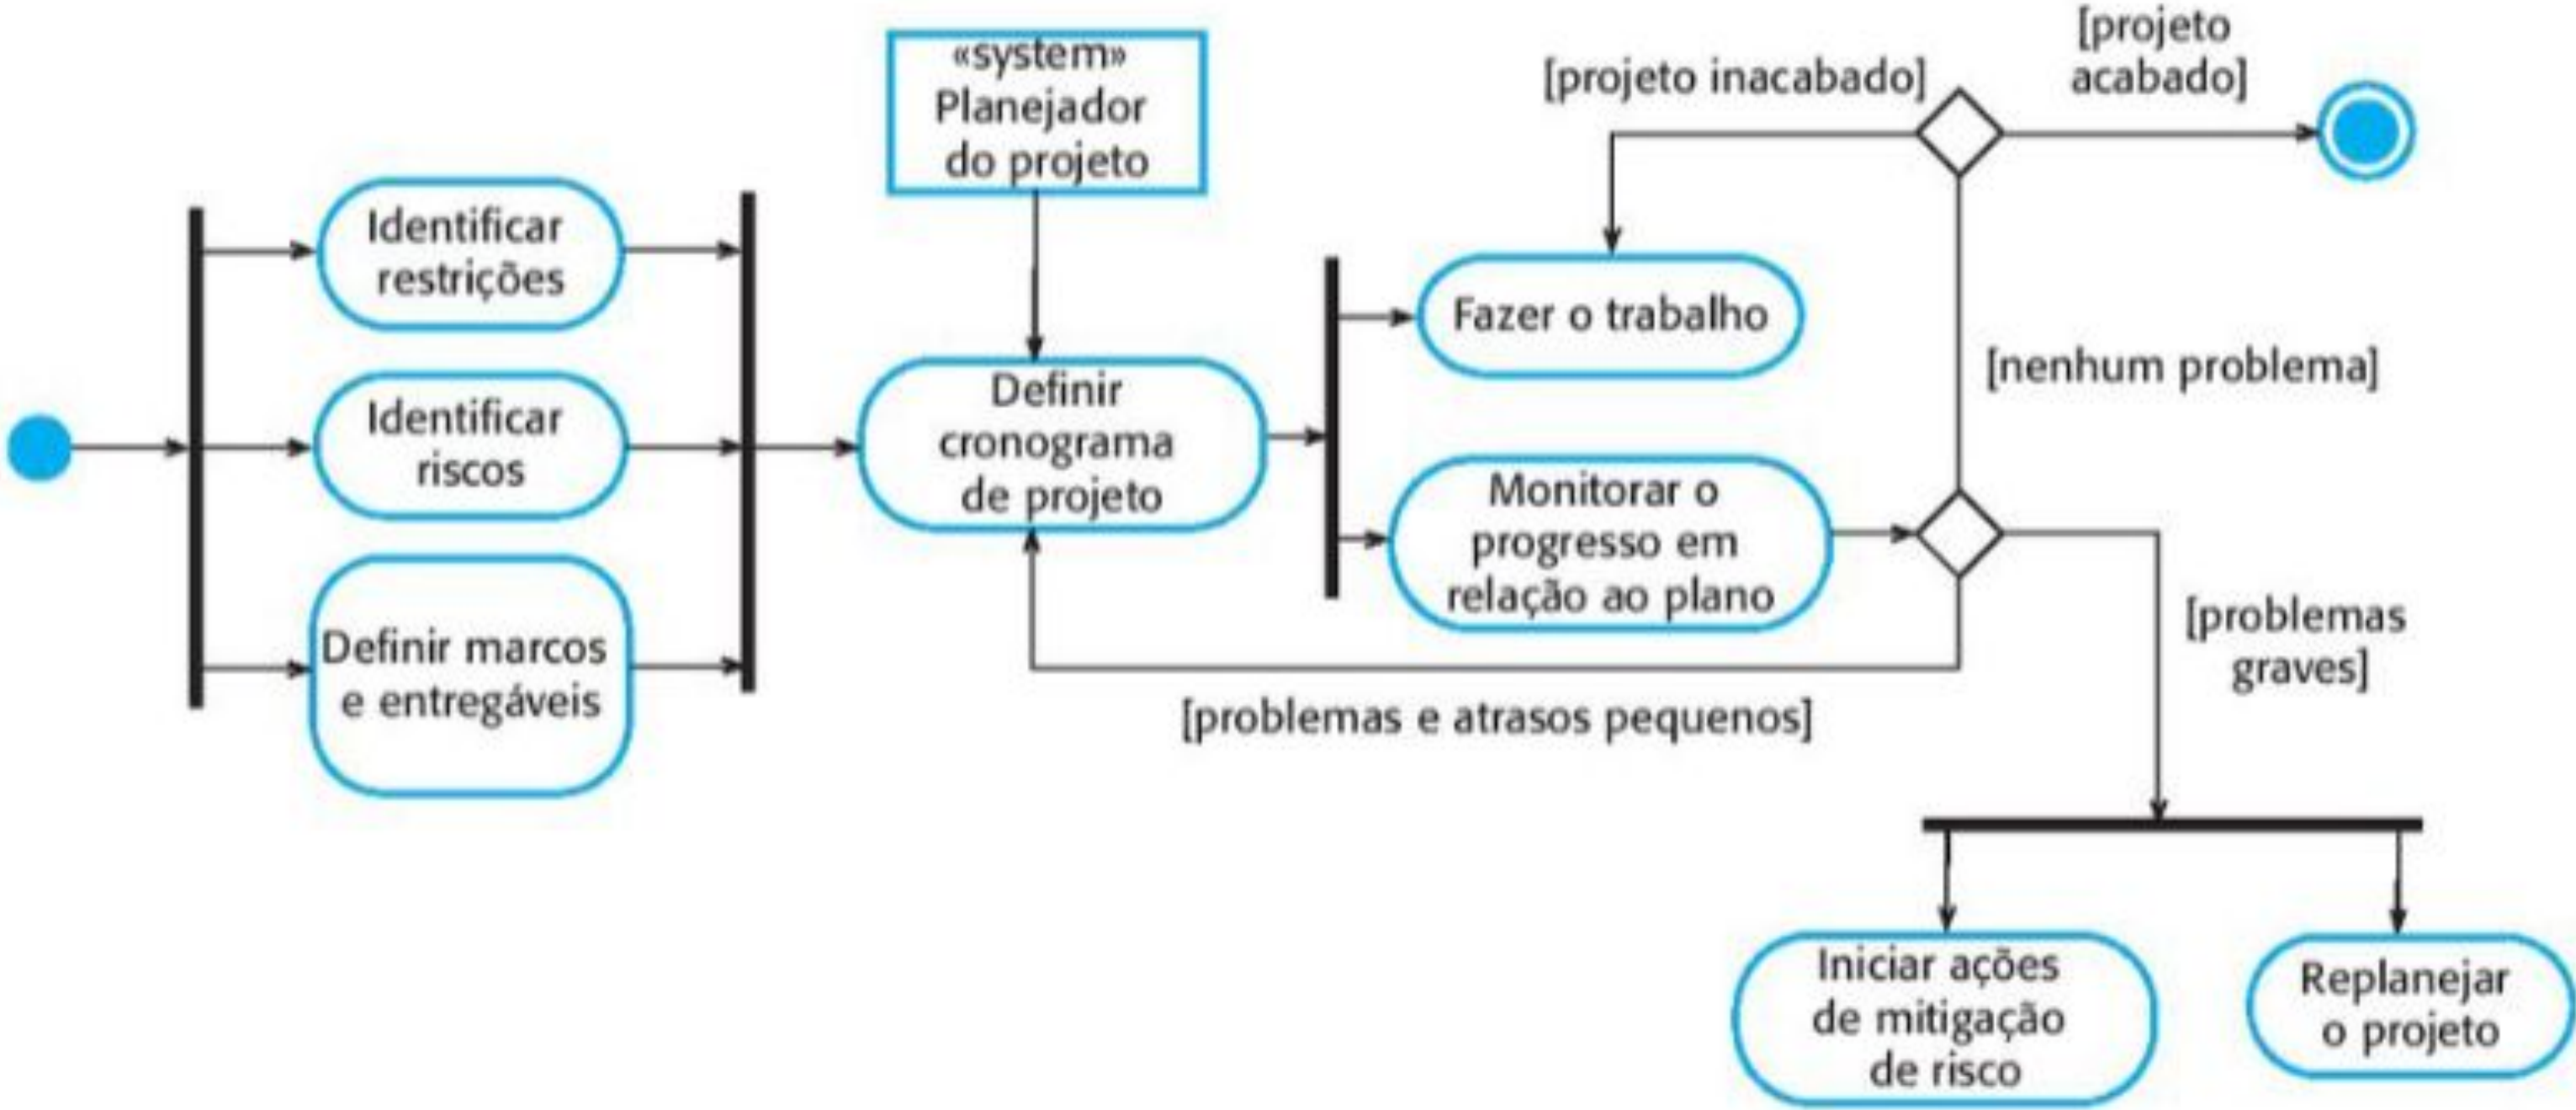 Identificar
restrições
Identificar
riscos
Definir marcos
e entregáveis
«system»
Planejador
do projeto
Definir
cronograma
de projeto
Fazer o trabalho
Monitorar o
progresso em
relação ao plano
[projeto inacabado]
[projeto
acabado]
[nenhum problema]
[problemas e atrasos pequenos]
[problemas
graves]
Iniciar ações
de mitigação
de risco
Replanejar
o projeto